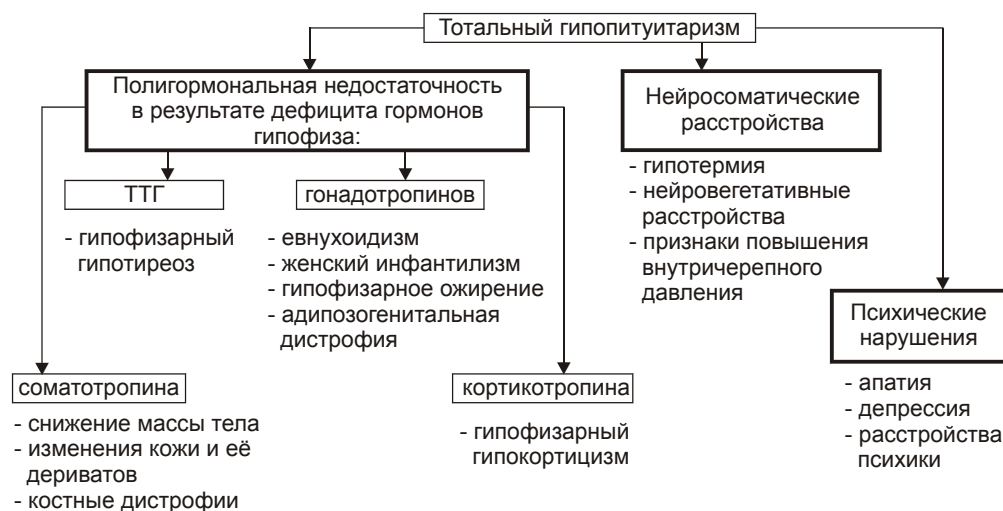 Тотальный гипопитуитаризм
Полигормональная недостаточность
в результате дефицита гормонов
гипофиза:
ТТГ
- гипофизарный
гипотиреоз
гонадотропинов
- евнухоидизм
- женский инфантилизм
- гипофизарное ожирение
- адипозогенитальная
дистрофия
соматотропина
- снижение массы тела
- изменения кожи и её
дериватов
- костные дистрофии
кортикотропина
- гипофизарный
гипокортицизм
Нейросоматические
расстройства
- гипотермия
- нейровегетативные
расстройства
- признаки повышения
внутричерепного
давления
Психические
нарушения
- апатия
- депрессия
- расстройства
психики